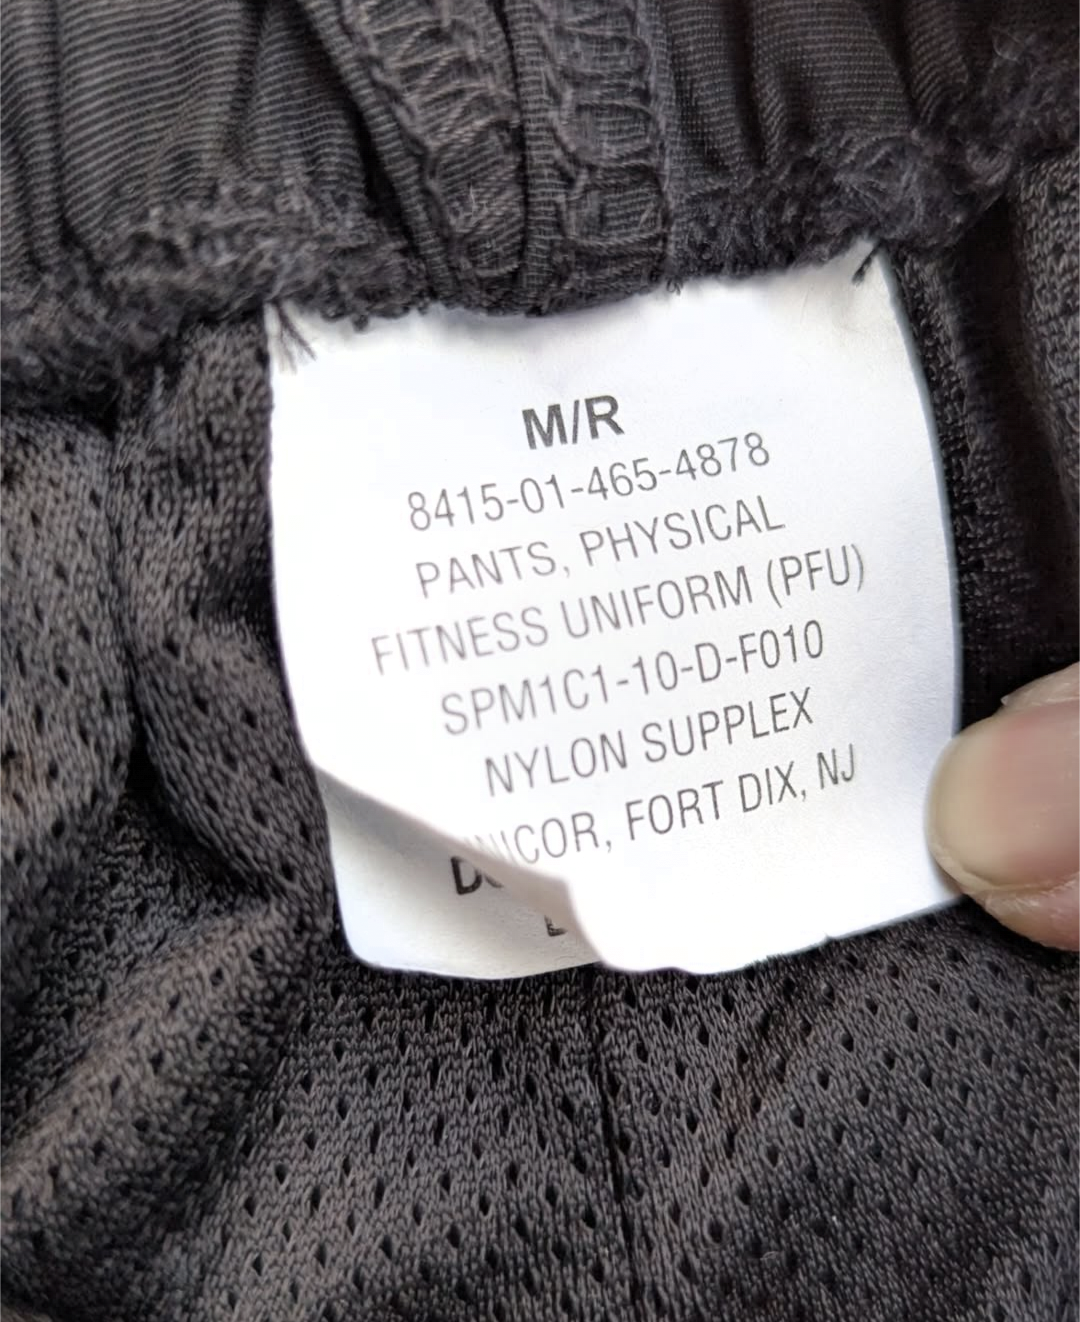 M/R
8415-01-465-4878
PANTS, PHYSICAL
FITNESS UNIFORM (PFU)
SPM1C1-10-D-F010
NYLON SUPPLEX
FORT DIX, NJ